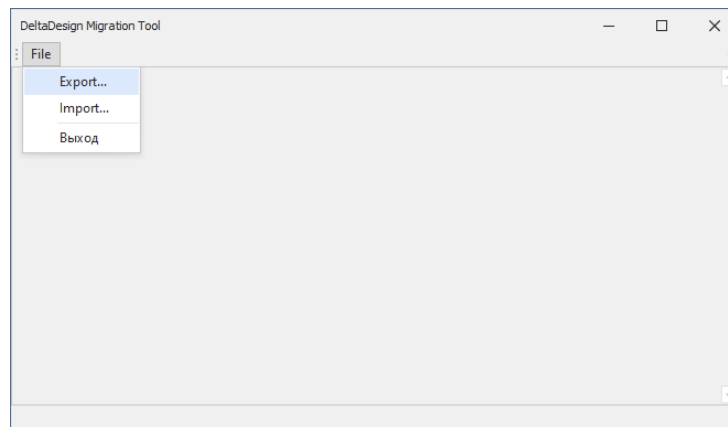 DeltaDesign Migration Tool
File
Export...
Import...
Выход